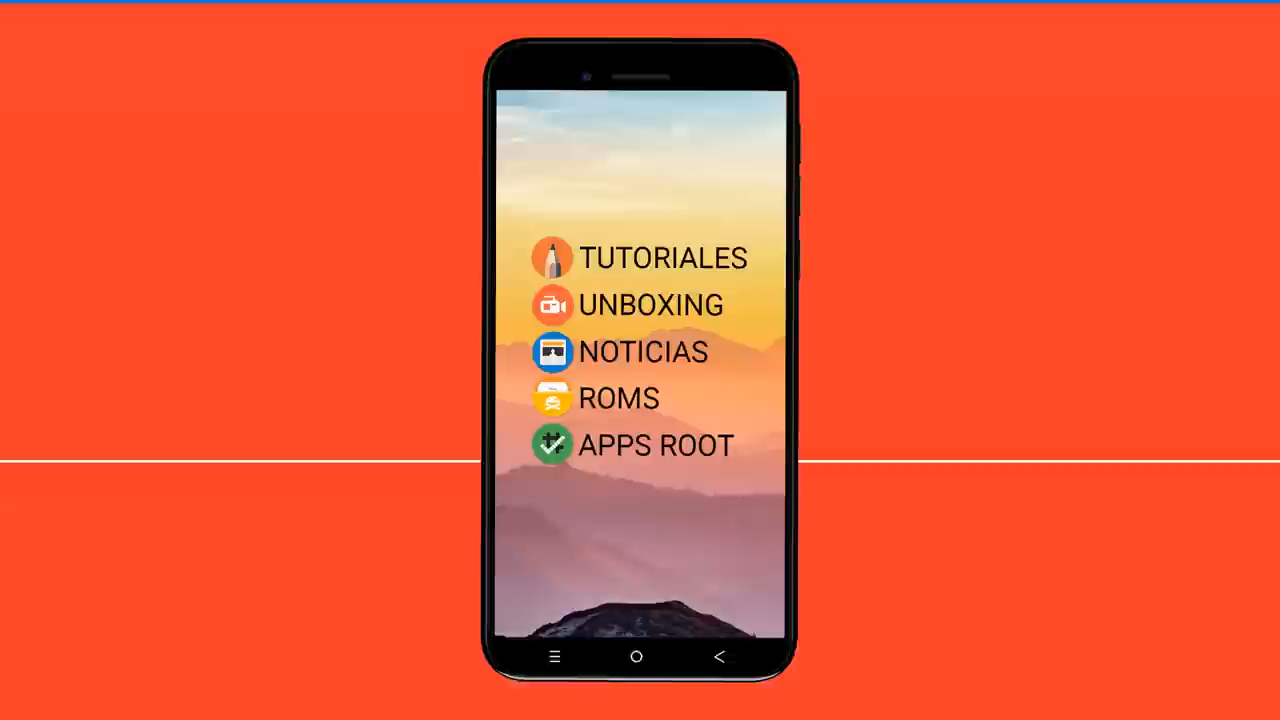 TUTORIALES
UNBOXING
NOTICIAS
ROMS
APPS ROOT